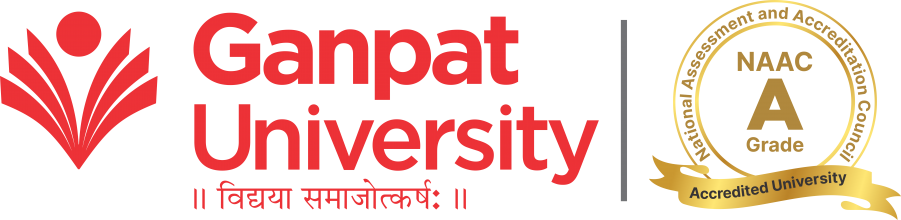 Ganpat
University
॥ विद्यया समाजोत्कर्षः ॥
National Assessment and Accreditation Council
NAAC
A
Grade
Accredited University